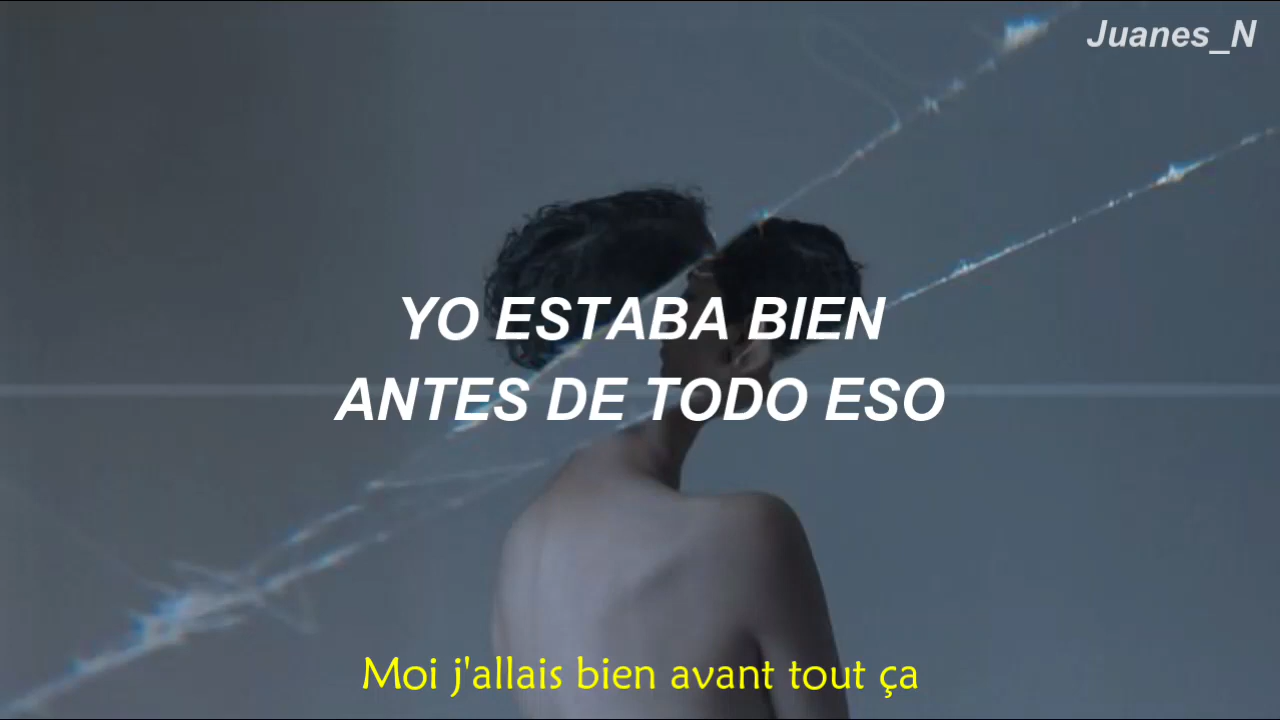 Juanes_N
YO ESTABA BIEN
ANTES DE TODO ESO
Moi j'allais bien avant tout ça